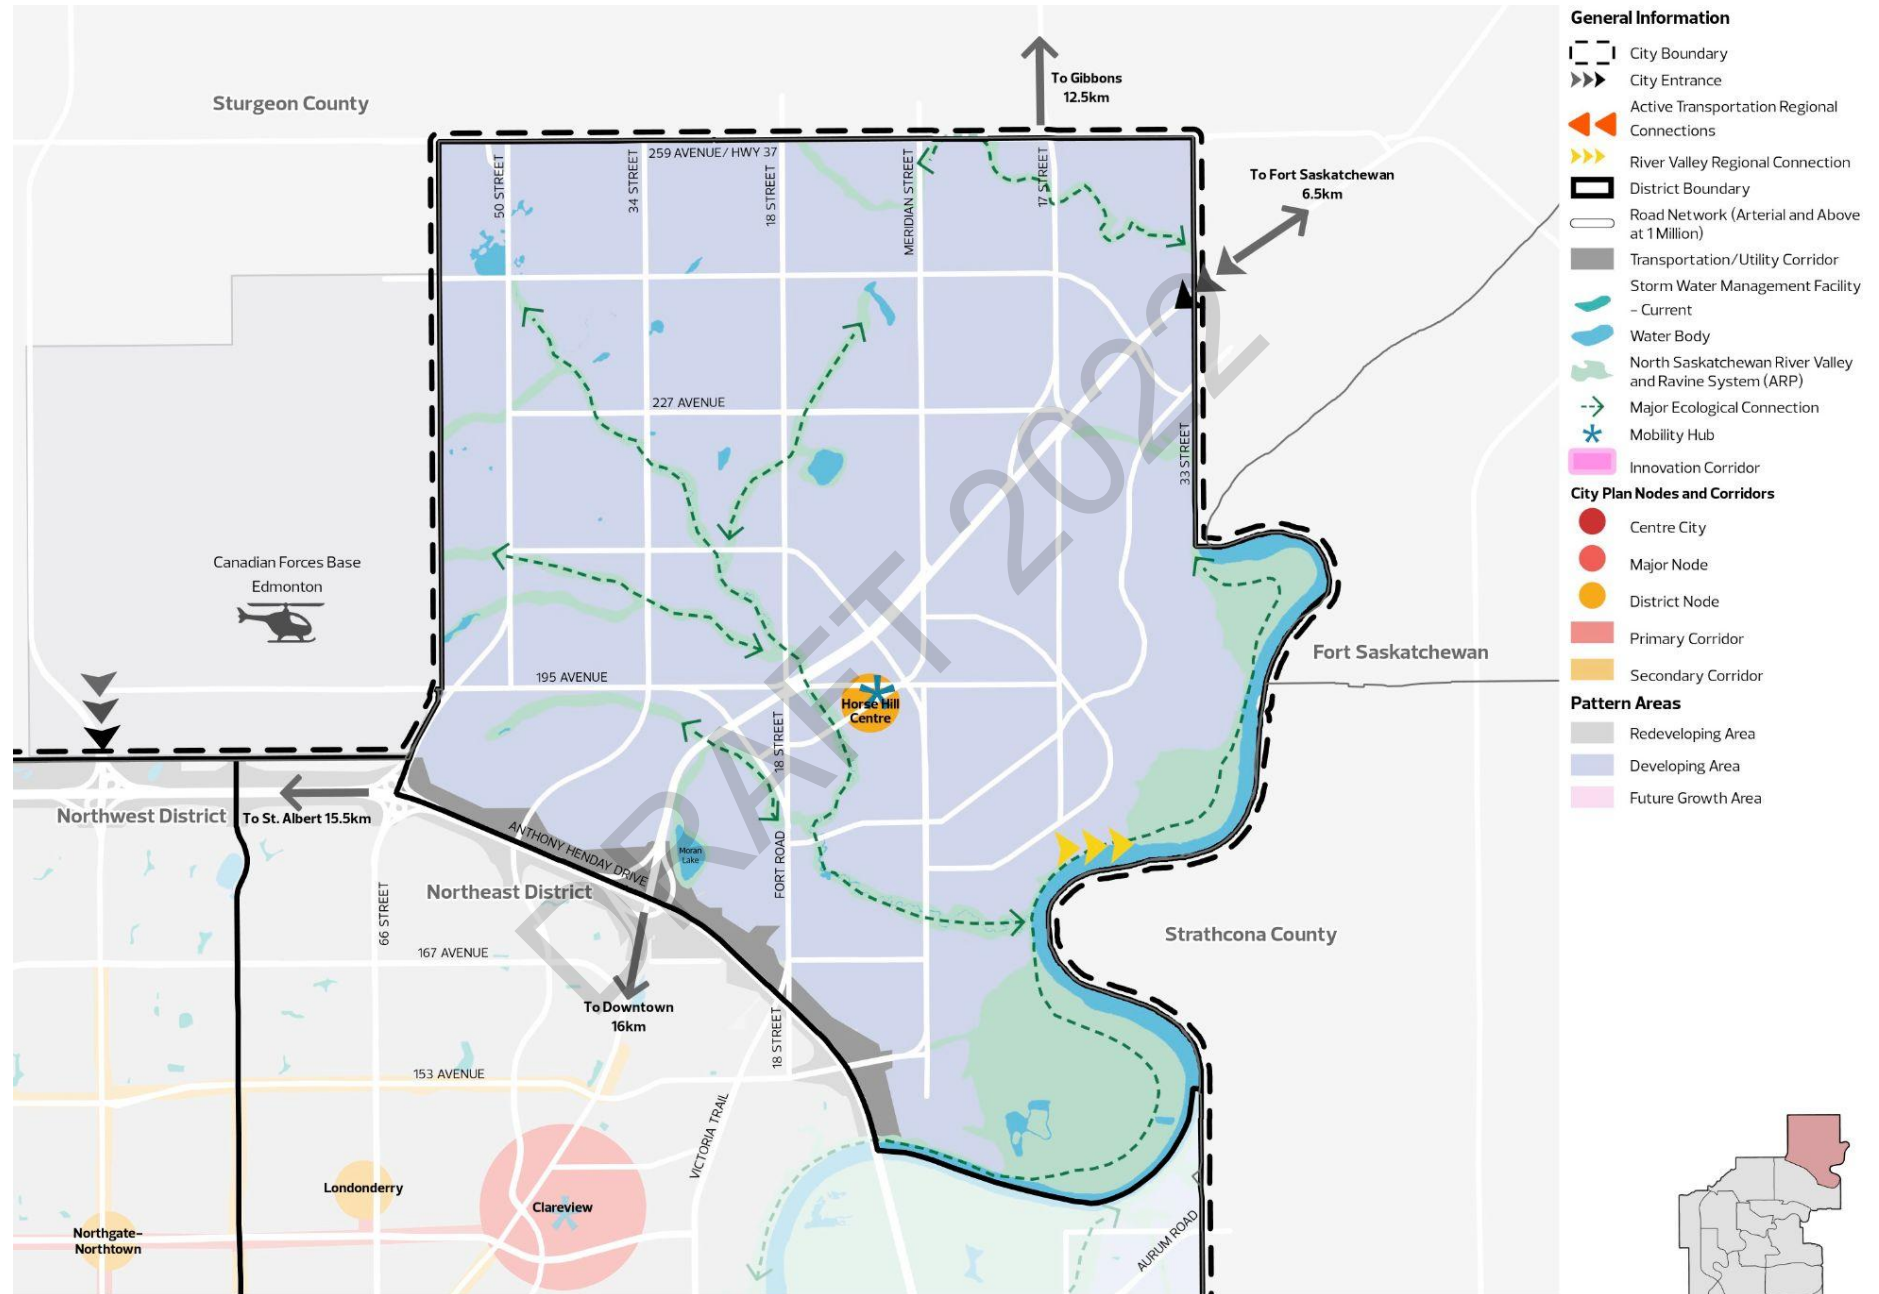 To Gibbons
12.5km
Sturgeon County
259 AVENUE/ HWY 37
50 STREET
34 STREET
18 STREET
MERIDIAN STREET
17 STREET
To Fort Saskatchewan
6.5km
227 AVENUE
33 STREET
Canadian Forces Base
Edmonton
Fort Saskatchewan
195 AVENUE
Horse Hill
Centre
18 STREET
Northwest District
To St. Albert 15.5km
ANTHONY HENDAY DRIVE
Moran
Lake
FORT ROAD
Northeast District
66 STREET
Strathcona County
167 AVENUE
To Downtown
16km
18 STREET
153 AVENUE
VICTORIA TRAIL
Londonderry
Clareview
Northgate-
Northtown
AURUM ROAD
DRAFT 2022
General Information
City Boundary
City Entrance
Active Transportation Regional
Connections
River Valley Regional Connection
District Boundary
Road Network (Arterial and Above
at 1 Million)
Transportation/Utility Corridor
Storm Water Management Facility
- Current
Water Body
North Saskatchewan River Valley
and Ravine System (ARP)
Major Ecological Connection
Mobility Hub
Innovation Corridor
City Plan Nodes and Corridors
Centre City
Major Node
District Node
Primary Corridor
Secondary Corridor
Pattern Areas
Redeveloping Area
Developing Area
Future Growth Area